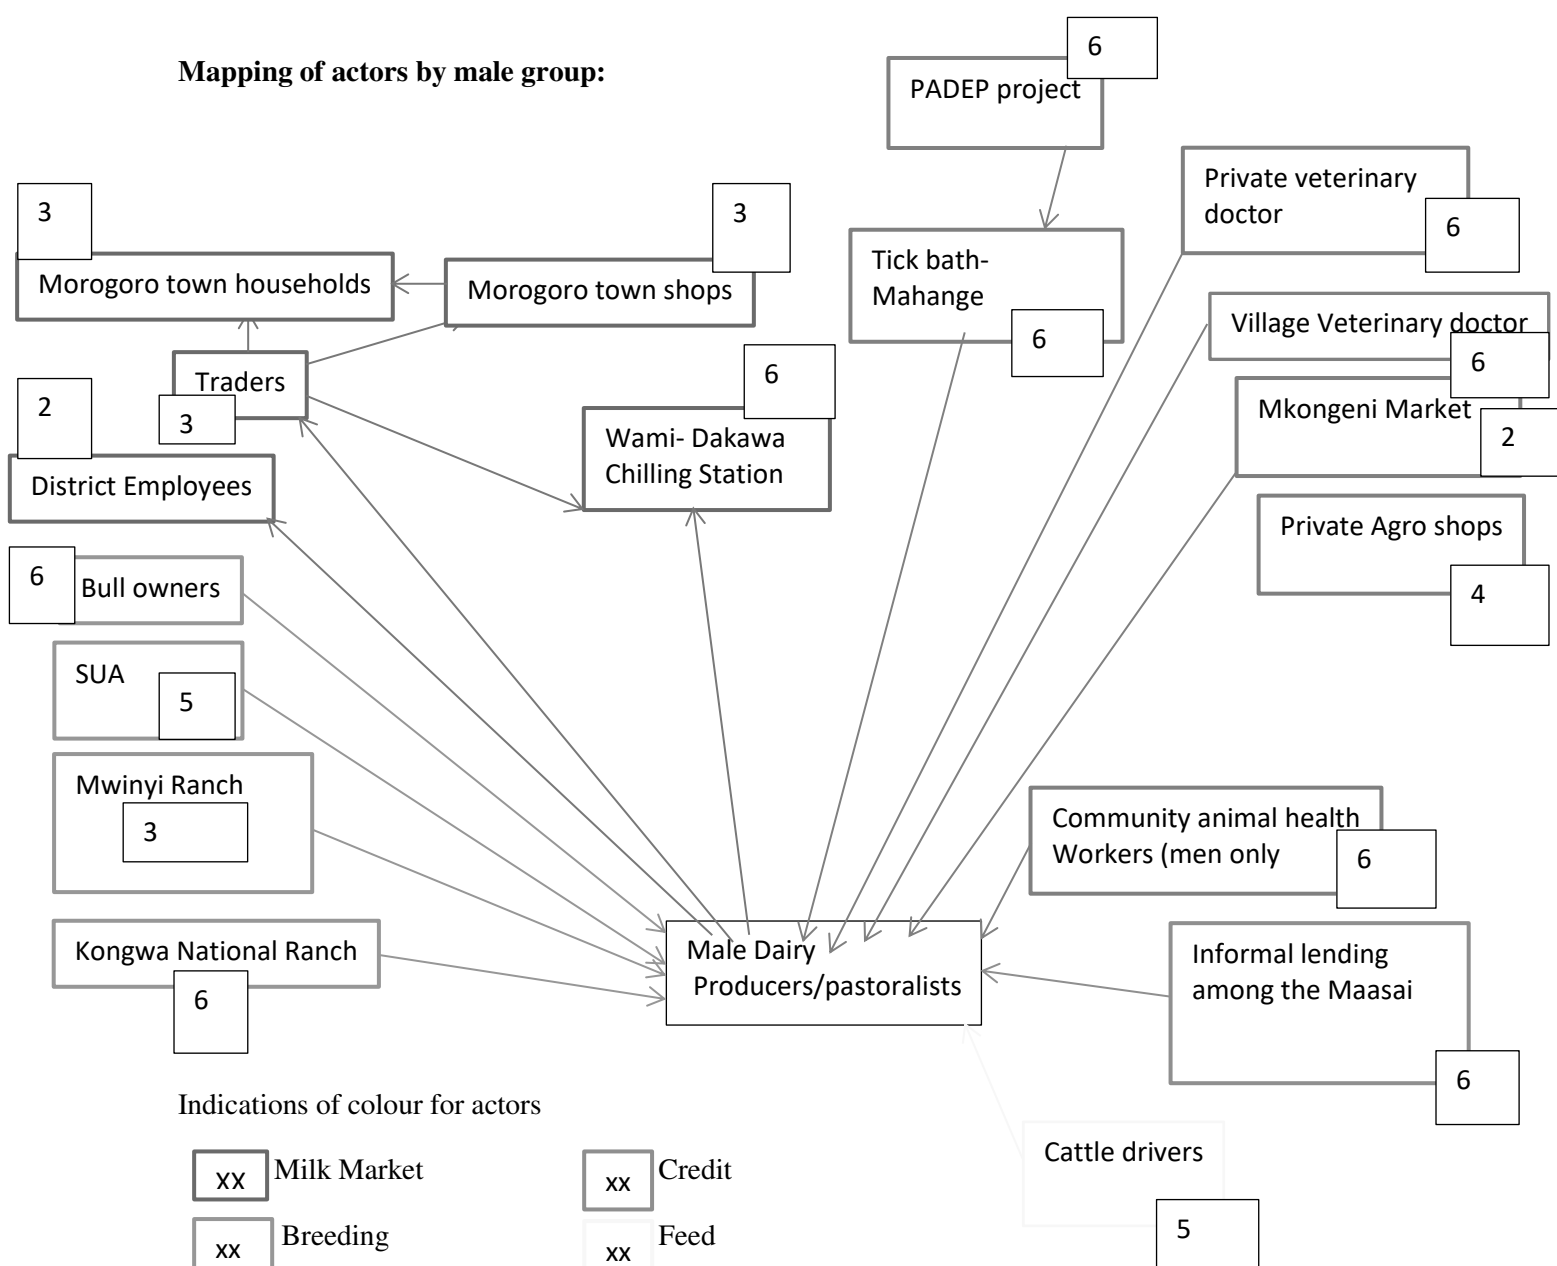 Mapping of actors by male group:
6
PADEP project
Private veterinary
doctor
6
3
3
Morogoro town households
Morogoro town shops
Tick bath-
Mahange
6
Village Veterinary doctor
6
Traders
3
6
2
Wami- Dakawa
Chilling Station
Mkongeni Market
2
District Employees
Private Agro shops
4
6
Bull owners
SUA
5
Mwinyi Ranch
3
Community animal health
Workers (men only
6
Kongwa National Ranch
6
Male Dairy
Producers/pastoralists
Informal lending
among the Maasai
6
Indications of colour for actors
Cattle drivers
5
xx Milk Market
xx Credit
xx Breeding
xx Feed